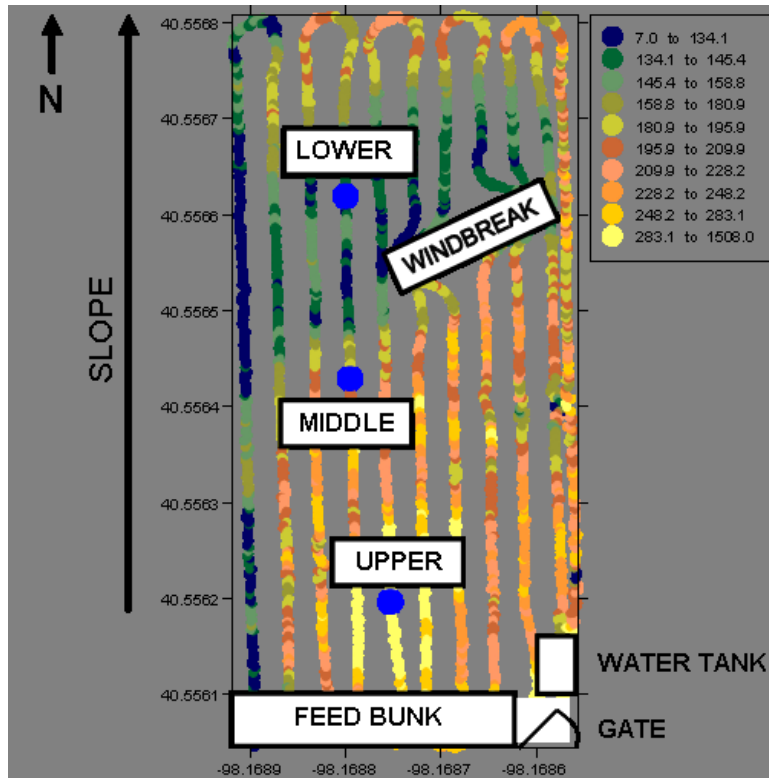 N
SLOPE
40.5568
40.5567
40.5566
40.5565
40.5564
40.5563
40.5562
40.5561
LOWER
WINDBREAK
MIDDLE
UPPER
FEED BUNK
WATER TANK
GATE
-98.1689 -98.1688 -98.1687 -98.1686
7.0 to 134.1
134.1 to 145.4
145.4 to 158.8
158.8 to 180.9
180.9 to 195.9
195.9 to 209.9
209.9 to 228.2
228.2 to 248.2
248.2 to 283.1
283.1 to 1508.0